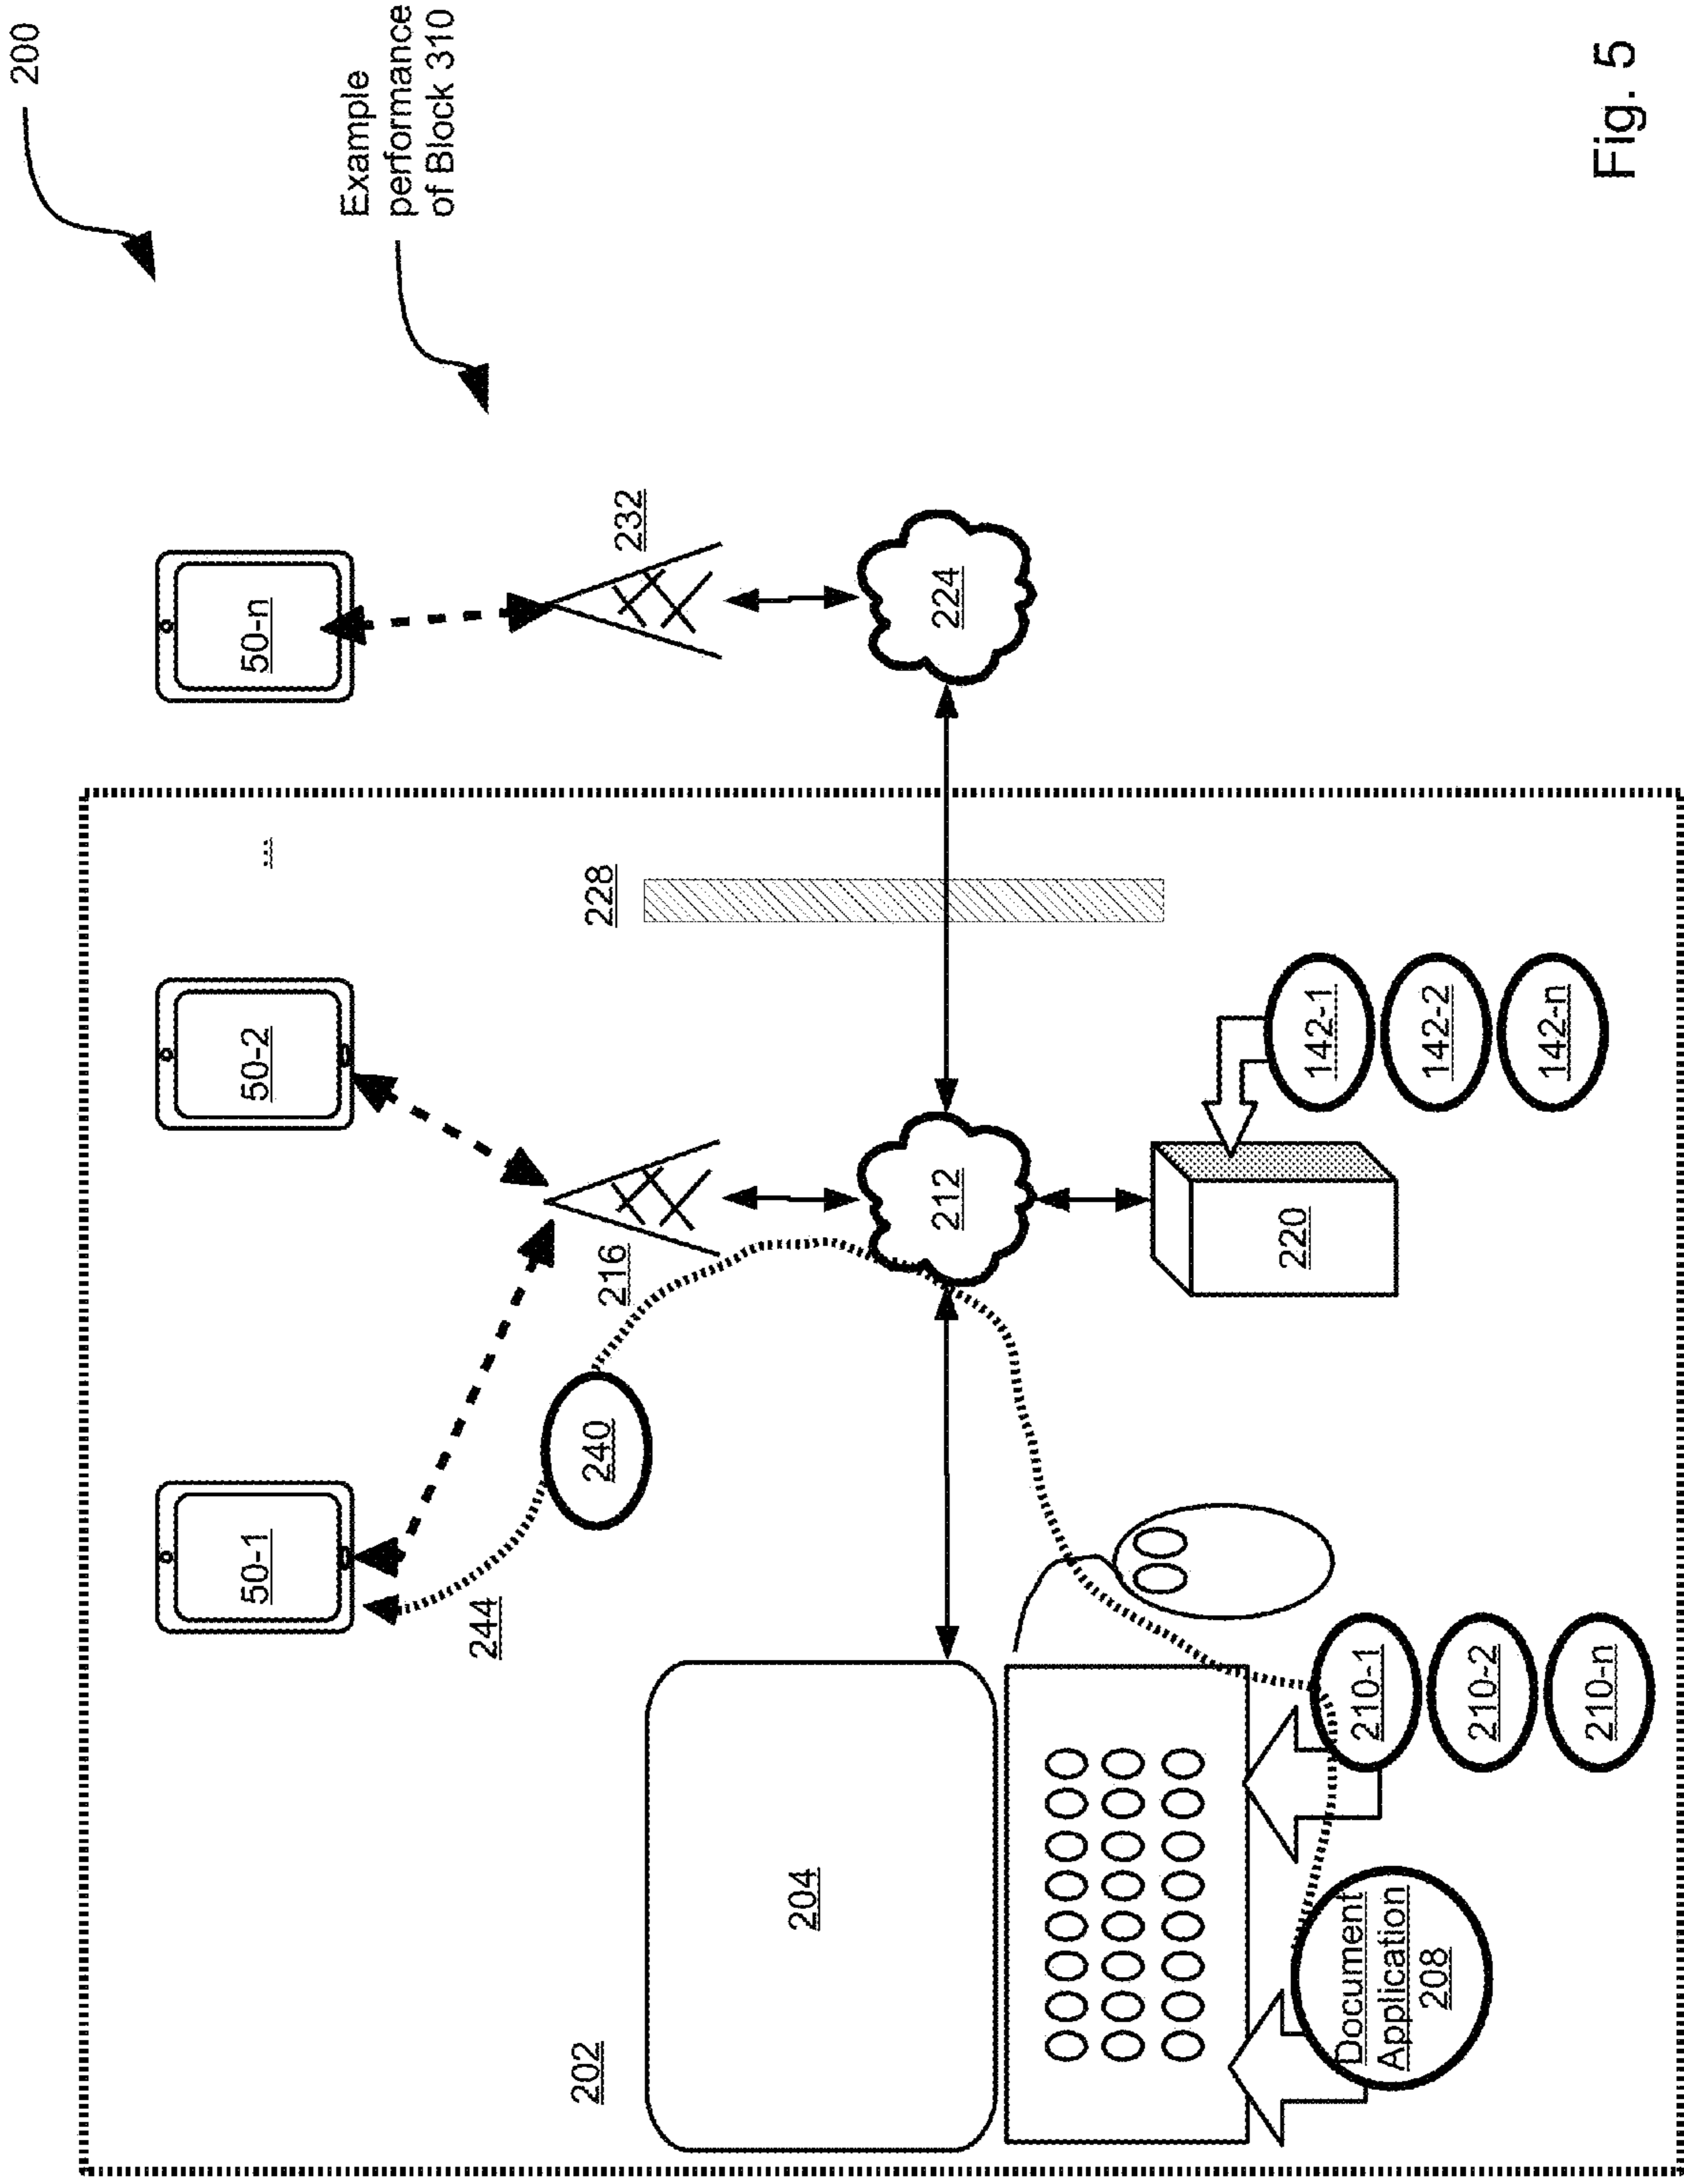 200
Example
performance
of Block 310
50-1
50-2
...
50-n
244
240
216
232
228
202
204
212
224
220
142-1
142-2
142-n
210-1
210-2
210-n
Document
Application
208
Fig. 5